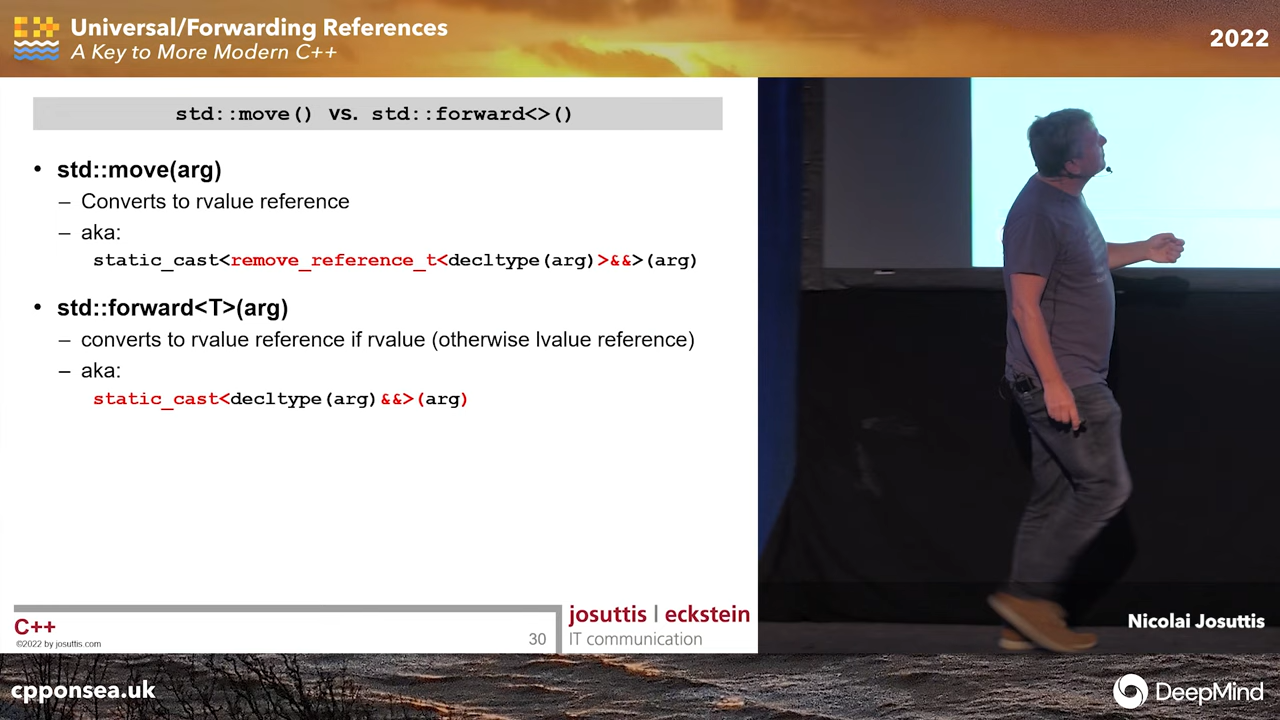 Universal/Forwarding References
A Key to More Modern C++
2022
std::move() vs. std::forward<>()
• std::move(arg)
– Converts to rvalue reference
– aka:
static_cast<remove_reference_t<decltype(arg)>&&>(arg)
• std::forward<T>(arg)
– converts to rvalue reference if rvalue (otherwise lvalue reference)
– aka:
static_cast<decltype(arg)&&>(arg)
C++
©2022 by josuttis.com
30
josuttis | eckstein
IT communication
Nicolai Josuttis
cpponsea.uk
DeepMind